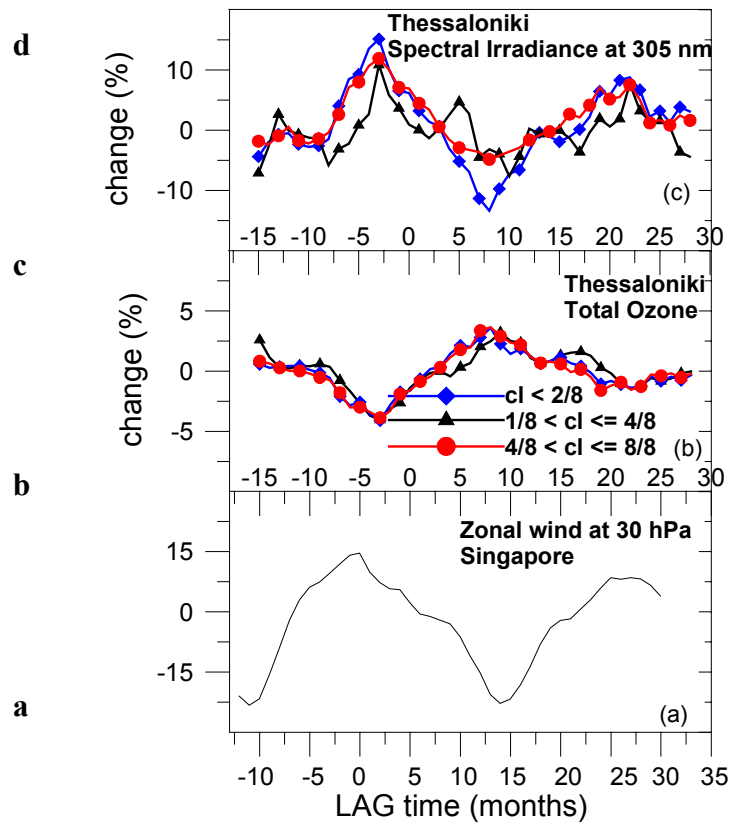 d
Thessaloniki
Spectral Irradiance at 305 nm
change (%)
10
0
-10
(c)
-15 -10 -5 0 5 10 15 20 25 30
c
Thessaloniki
Total Ozone
change (%)
5
0
-5
cl < 2/8
1/8 < cl <= 4/8
4/8 < cl <= 8/8
(b)
-15 -10 -5 0 5 10 15 20 25 30
b
Zonal wind at 30 hPa
Singapore
15
0
-15
a
(a)
-10 -5 0 5 10 15 20 25 30 35
LAG time (months)